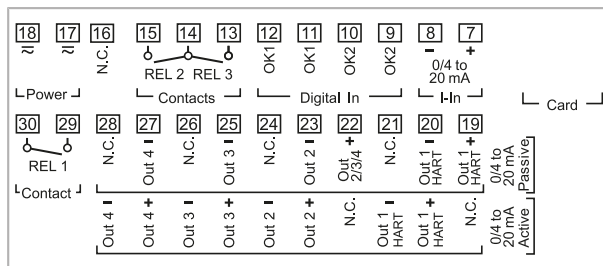 18 17 16 15 14 13 12 11 10 9 8 7
≂ ≂ N.C. OK1 OK1 OK2 OK2 − +
REL 2 REL 3 0/4 to
20 mA
Power Contacts Digital In I-In Card
30 29 28 27 26 25 24 23 22 21 20 19
REL 1 N.C. Out 4 − N.C. Out 3 − N.C. Out 2 − Out 2/3/4 + N.C. Out 1 − HART Out 1 + HART 0/4 to 20 mA Passive
Contact
Out 4 − Out 4 + Out 3 − Out 3 + Out 2 − Out 2 + N.C. Out 1 − HART Out 1 + HART N.C. 0/4 to 20 mA Active